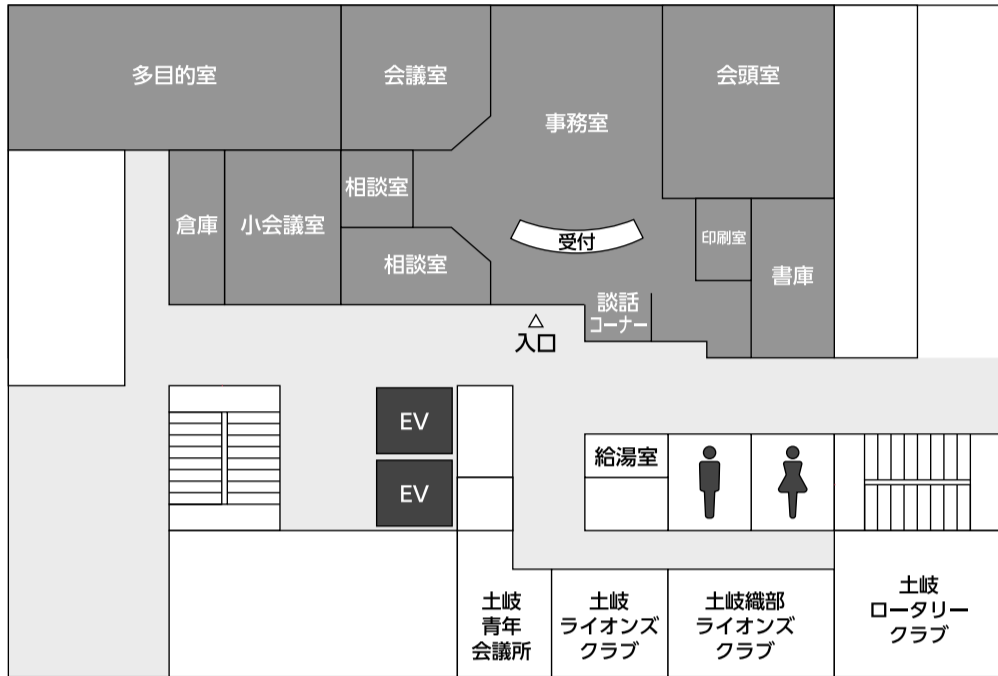 多目的室
会議室
事務室
会頭室
倉庫
小会議室
相談室
相談室
受付
印刷室
書庫
談話
コーナー
△
入口
EV
EV
給湯室
土岐
青年
会議所
土岐
ライオンズ
クラブ
土岐織部
ライオンズ
クラブ
土岐
ロータリー
クラブ